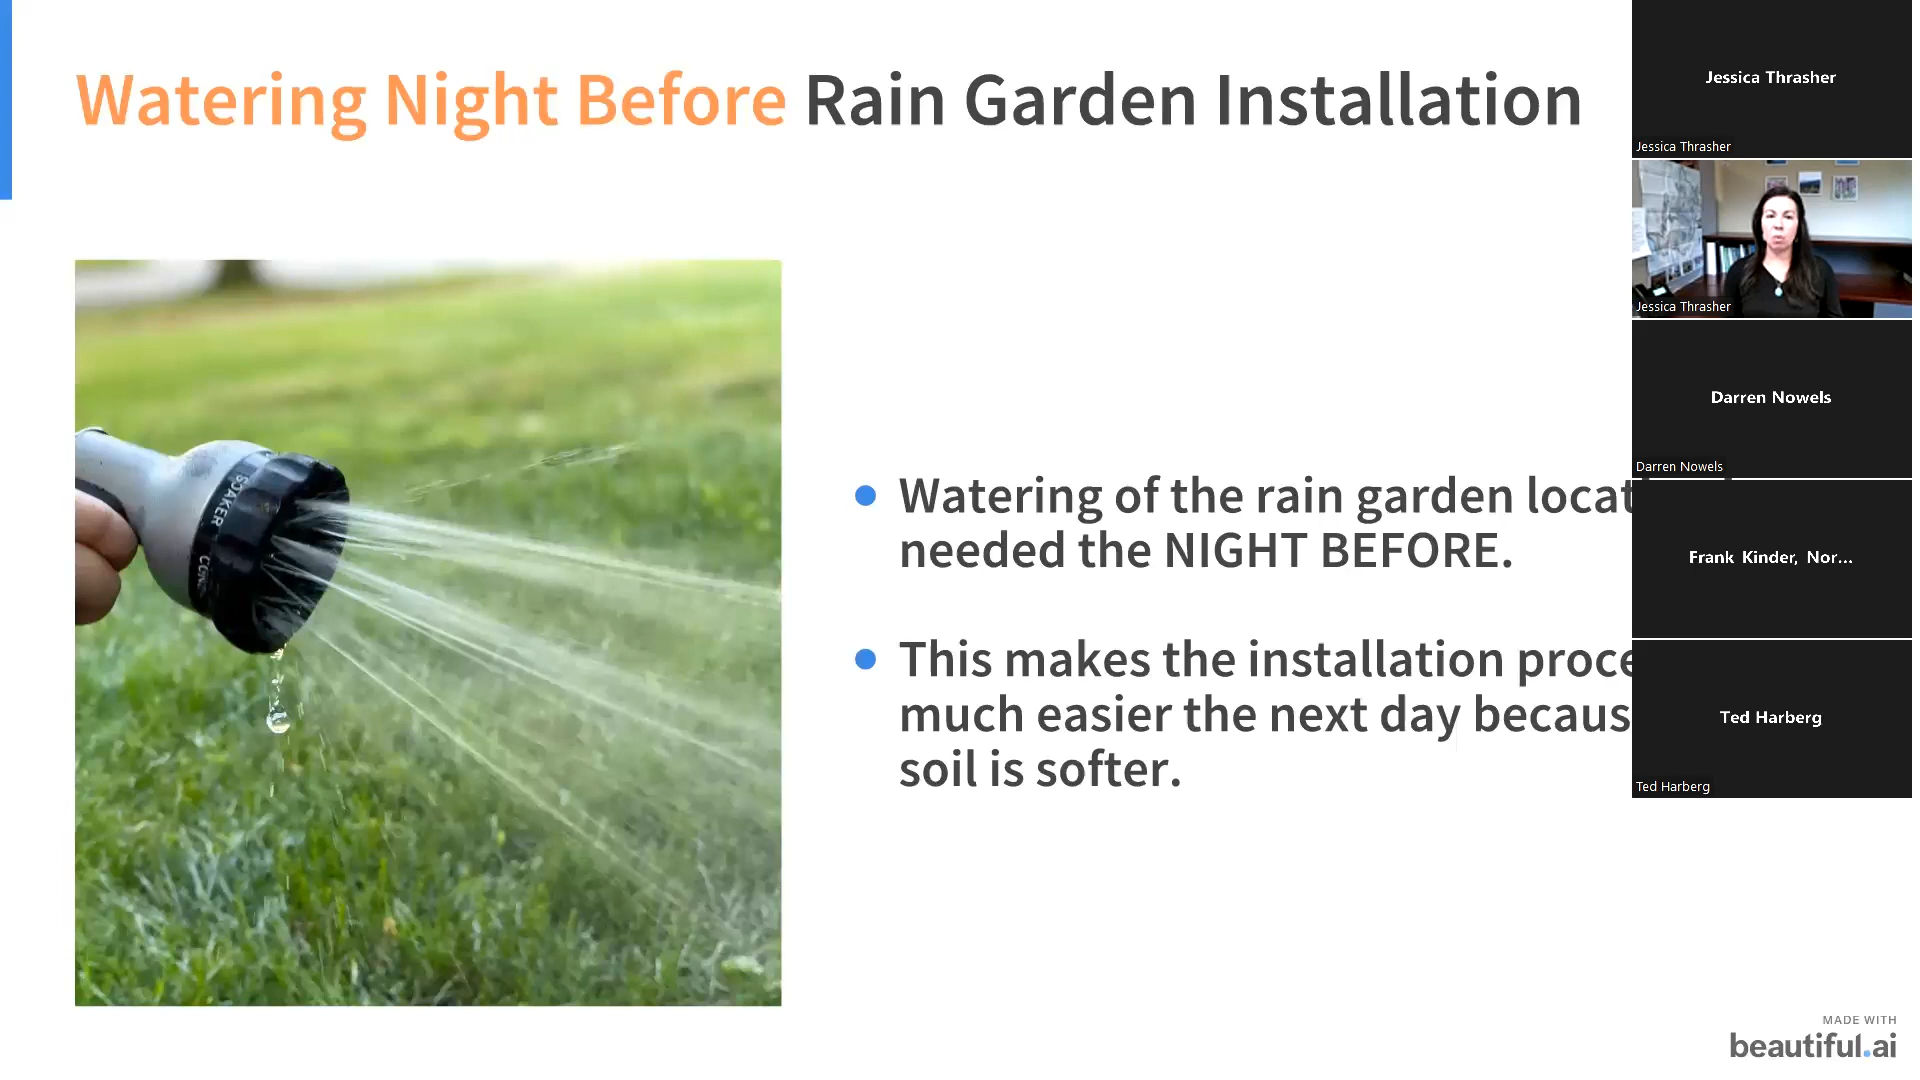 Watering Night Before Rain Garden Installation
Watering of the rain garden locat
needed the NIGHT BEFORE.
This makes the installation proce
much easier the next day becaus
soil is softer.
SOAKER
Jessica Thrasher
Jessica Thrasher
Jessica Thrasher
Darren Nowels
Darren Nowels
Frank Kinder, Nor...
Ted Harberg
Ted Harberg
MADE WITH
beautiful.ai